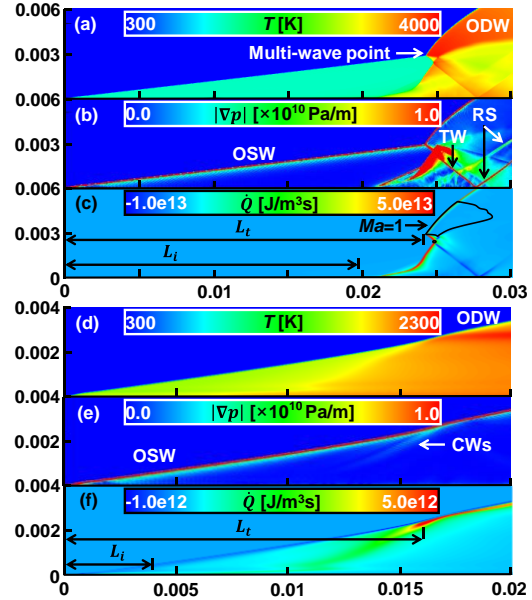 0.006
(a)
300 T [K] 4000
ODW
Multi-wave point
0.003
0.006
(b)
0.0 |∇p| [×10¹⁰ Pa/m] 1.0
RS
TW
OSW
0.003
0.006
(c)
-1.0e13 Q̇ [J/m³s] 5.0e13
L_t
Ma=1
0.003
L_i
0
0 0.01 0.02 0.03
0.004
(d)
300 T [K] 2300
ODW
0.002
0.004
(e)
0.0 |∇p| [×10¹⁰ Pa/m] 1.0
0.002
OSW
CWs
0.004
(f)
-1.0e12 Q̇ [J/m³s] 5.0e12
0.002
L_t
L_i
0
0 0.005 0.01 0.015 0.02